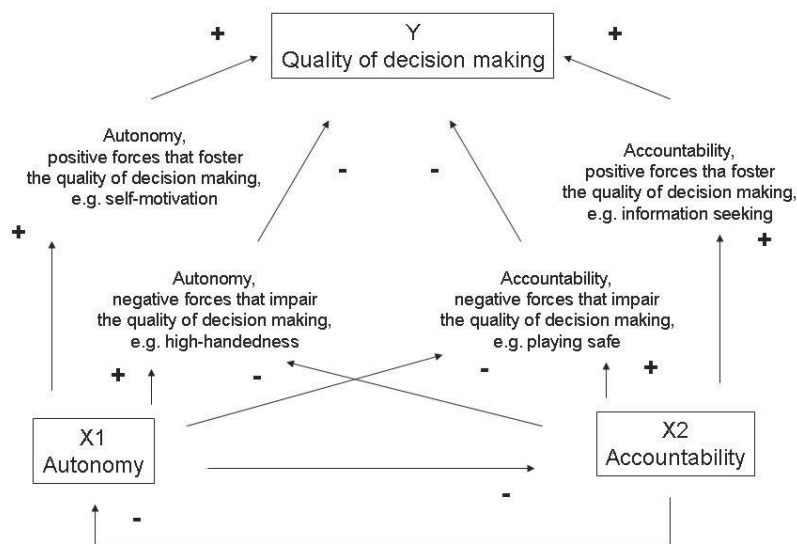 +
Y
+
Quality of decision making
Autonomy,
positive forces that foster
the quality of decision making,
e.g. self-motivation
-
-
Accountability,
positive forces tha foster
the quality of decision making,
e.g. information seeking
+
+
Autonomy,
negative forces that impair
the quality of decision making,
e.g. high-handedness
Accountability,
negative forces that impair
the quality of decision making,
e.g. playing safe
+
-
-
+
X1
Autonomy
X2
Accountability
-
-